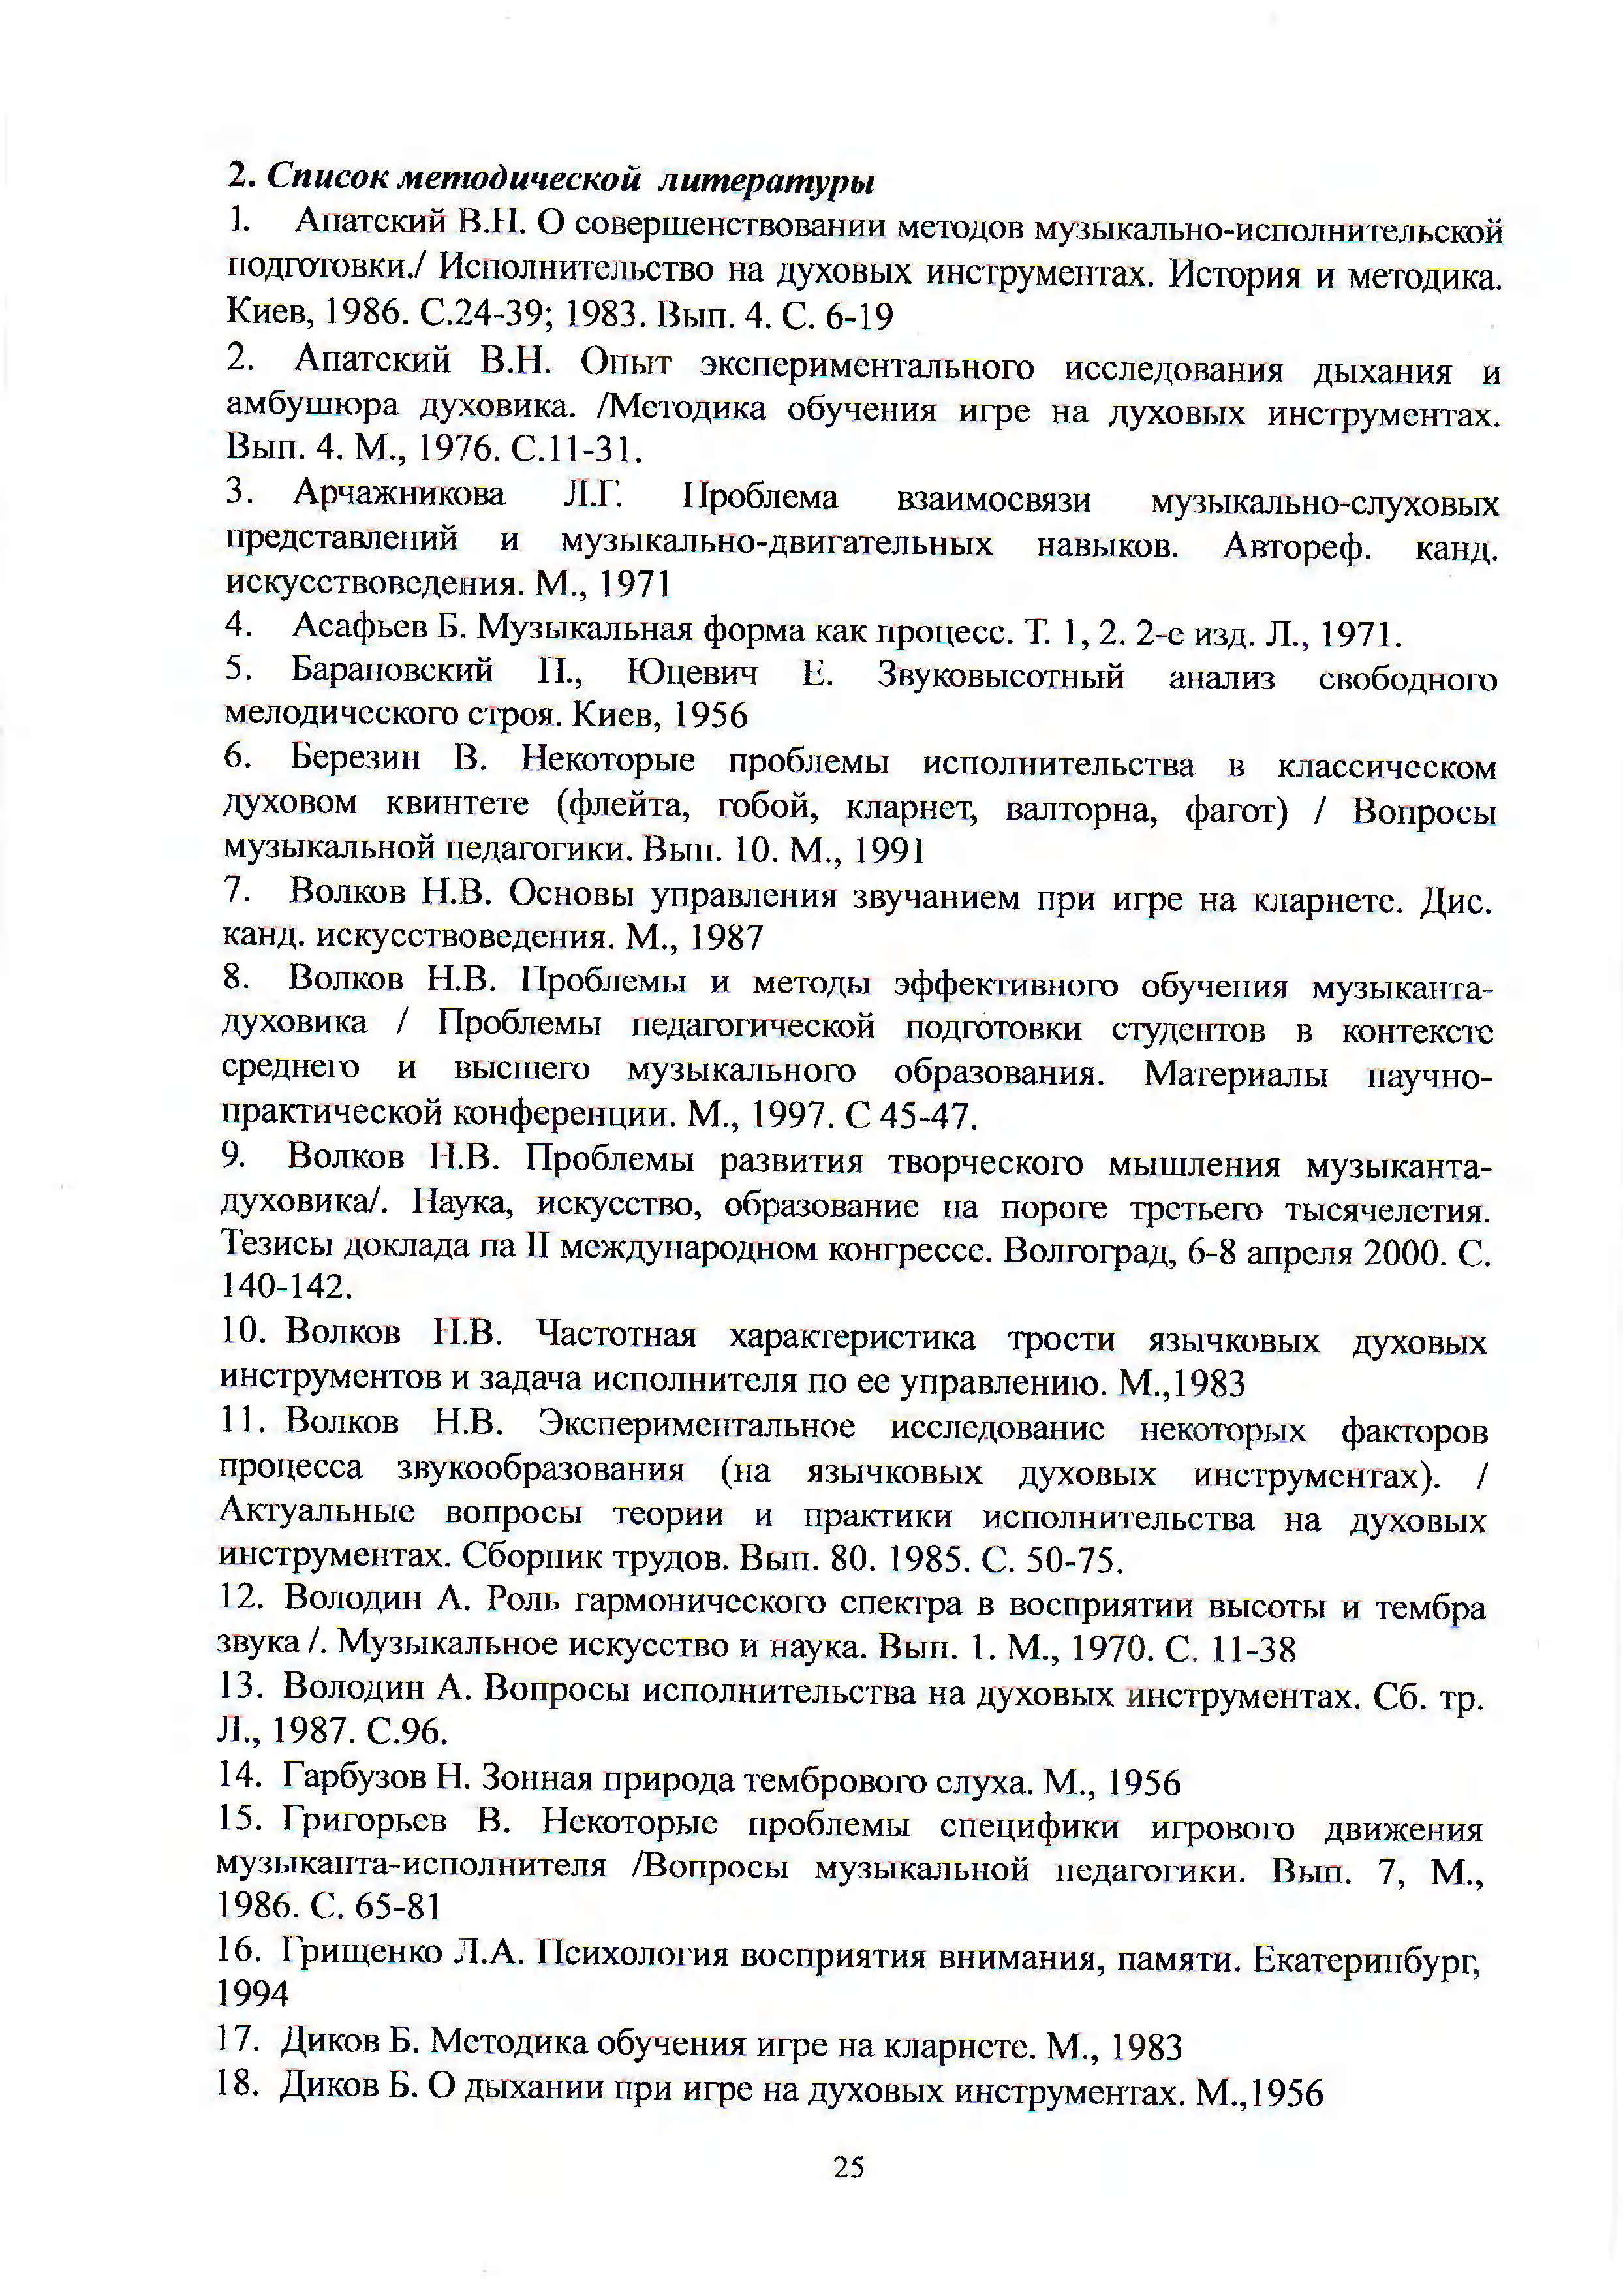 2. Список методической литературы
1. Апатский В.Н. О совершенствовании методов музыкально-исполнительской
подготовки./ Исполнительство на духовых инструментах. История и методика.
Киев, 1986. С.24-39; 1983. Вып. 4. С. 6-19
2. Апатский В.Н. Опыт экспериментального исследования дыхания и
амбушюра духовика. /Методика обучения игре на духовых инструментах.
Вып. 4. М., 1976. С.11-31.
3. Арчажникова Л.Г. Проблема взаимосвязи музыкально-слуховых
представлений и музыкально-двигательных навыков. Автореф. канд.
искусствоведения. М., 1971
4. Асафьев Б. Музыкальная форма как процесс. Т. 1, 2. 2-е изд. Л., 1971.
5. Барановский П., Юцевич Е. Звуковысотный анализ свободного
мелодического строя. Киев, 1956
6. Березин В. Некоторые проблемы исполнительства в классическом
духовом квинтете (флейта, гобой, кларнет, валторна, фагот) / Вопросы
музыкальной педагогики. Вып. 10. М., 1991
7. Волков Н.В. Основы управления звучанием при игре на кларнете. Дис.
канд. искусствоведения. М., 1987
8. Волков Н.В. Проблемы и методы эффективного обучения музыканта-
духовика / Проблемы педагогической подготовки студентов в контексте
среднего и высшего музыкального образования. Материалы научно-
практической конференции. М., 1997. С 45-47.
9. Волков Н.В. Проблемы развития творческого мышления музыканта-
духовика/. Наука, искусство, образование на пороге третьего тысячелетия.
Тезисы доклада на II международном конгрессе. Волгоград, 6-8 апреля 2000. С.
140-142.
10. Волков Н.В. Частотная характеристика трости язычковых духовых
инструментов и задача исполнителя по ее управлению. М.,1983
11. Волков Н.В. Экспериментальное исследование некоторых факторов
процесса звукообразования (на язычковых духовых инструментах). /
Актуальные вопросы теории и практики исполнительства на духовых
инструментах. Сборник трудов. Вып. 80. 1985. С. 50-75.
12. Володин А. Роль гармонического спектра в восприятии высоты и тембра
звука /. Музыкальное искусство и наука. Вып. 1. М., 1970. С. 11-38
13. Володин А. Вопросы исполнительства на духовых инструментах. Сб. тр.
Л., 1987. С.96.
14. Гарбузов Н. Зонная природа тембрового слуха. М., 1956
15. Григорьев В. Некоторые проблемы специфики игрового движения
музыканта-исполнителя /Вопросы музыкальной педагогики. Вып. 7, М.,
1986. С. 65-81
16. Грищенко Л.А. Психология восприятия внимания, памяти. Екатеринбург,
1994
17. Диков Б. Методика обучения игре на кларнете. М., 1983
18. Диков Б. О дыхании при игре на духовых инструментах. М.,1956
25